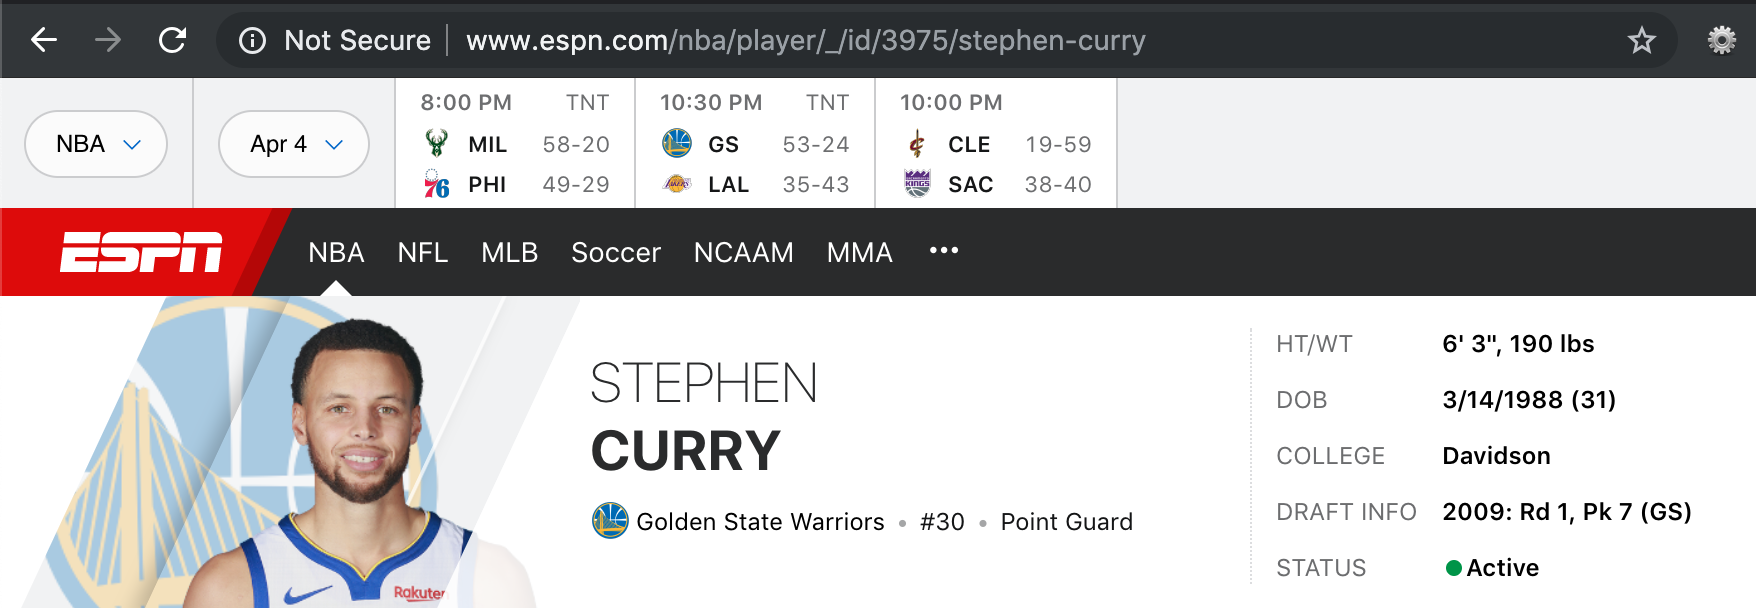 Not Secure | www.espn.com/nba/player/_/id/3975/stephen-curry
NBA
Apr 4
8:00 PM TNT
MIL 58-20
76 PHI 49-29
10:30 PM TNT
GS 53-24
LAKERS LAL 35-43
10:00 PM
CLE 19-59
KINGS SAC 38-40
ESPN
NBA NFL MLB Soccer NCAAM MMA •••
STEPHEN
CURRY
Golden State Warriors • #30 • Point Guard
Rakuten
HT/WT 6' 3", 190 lbs
DOB 3/14/1988 (31)
COLLEGE Davidson
DRAFT INFO 2009: Rd 1, Pk 7 (GS)
STATUS Active